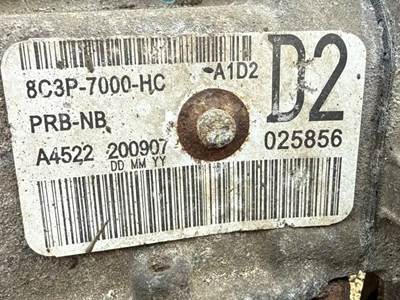 8C3P-7000-HC A1D2 D2
PRB-NB
A4522 200907 025856
DD MM YY